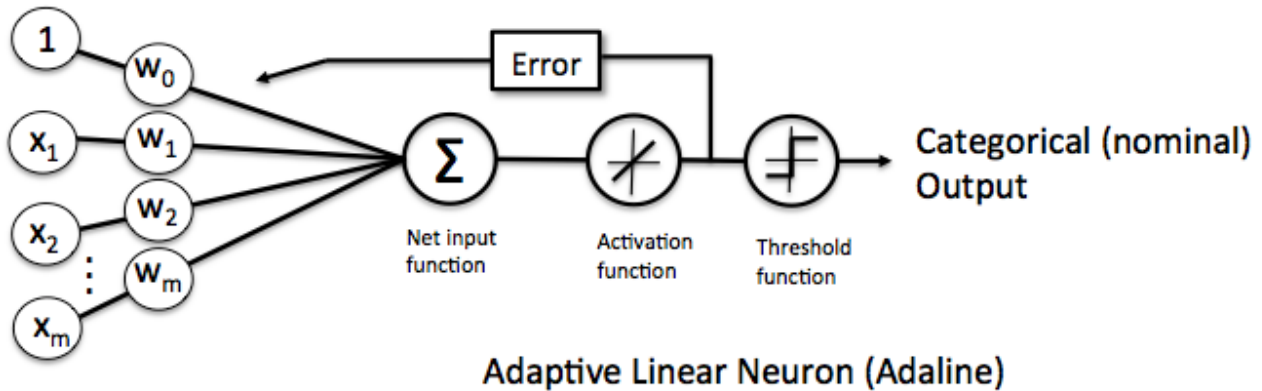 1
w0
Error
x1
w1
Σ
Categorical (nominal)
Output
x2
w2
Net input
function
Activation
function
Threshold
function
⋮
wm
xm
Adaptive Linear Neuron (Adaline)